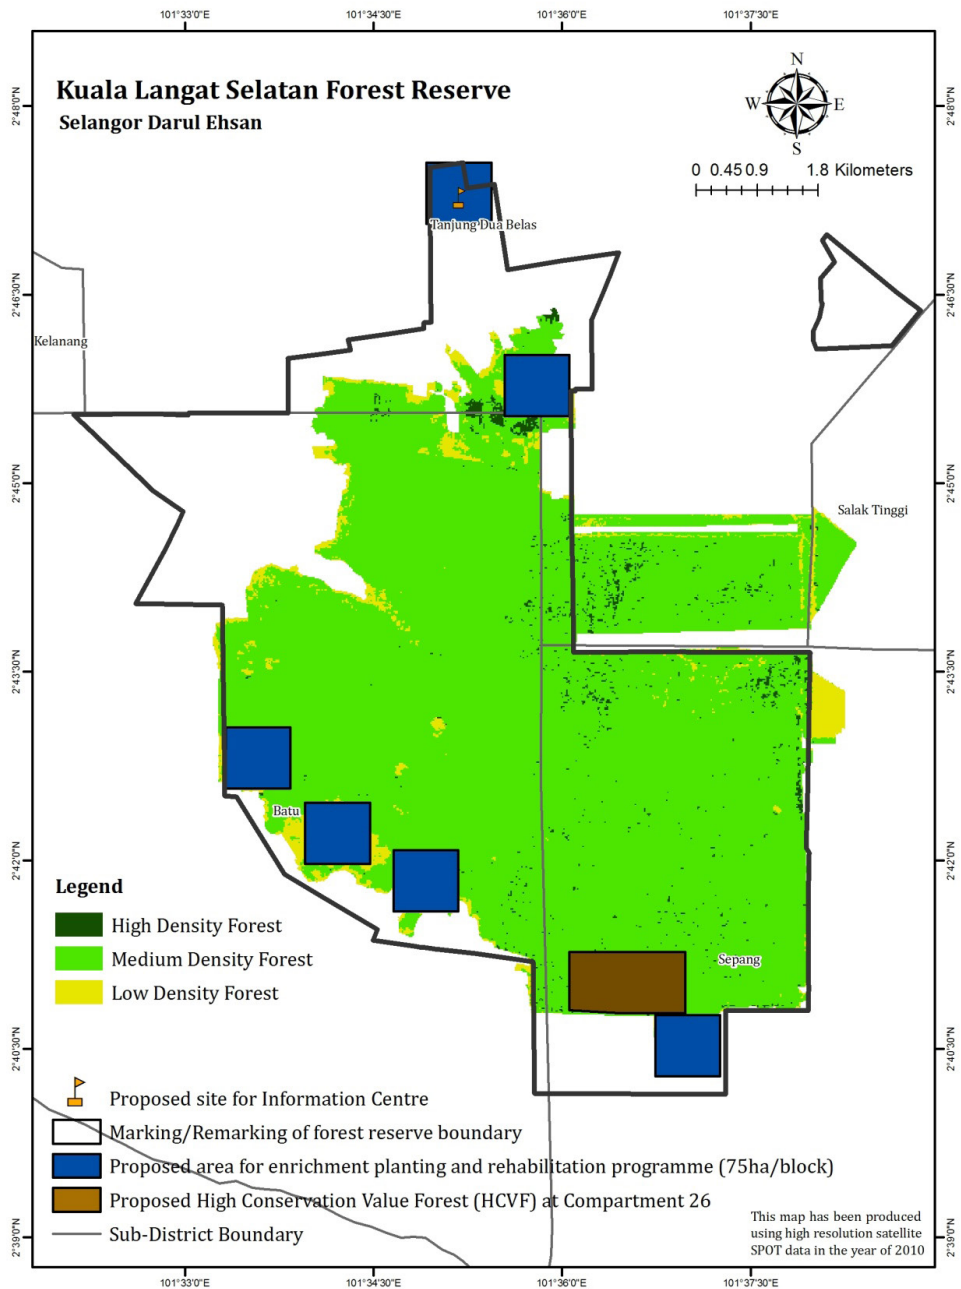 101°33'0"E 101°34'30"E 101°36'0"E 101°37'30"E
Kuala Langat Selatan Forest Reserve
Selangor Darul Ehsan
N
W E
S
0 0.45 0.9 1.8 Kilometers
2°48'0"N 2°48'0"N
Tanjung Dua Belas
2°46'30"N 2°46'30"N
Kelanang
2°45'0"N 2°45'0"N
Salak Tinggi
2°43'30"N 2°43'30"N
Batu
2°42'0"N 2°42'0"N
Sepang
Legend
High Density Forest
Medium Density Forest
Low Density Forest
2°40'30"N 2°40'30"N
Proposed site for Information Centre
Marking/Remarking of forest reserve boundary
Proposed area for enrichment planting and rehabilitation programme (75ha/block)
Proposed High Conservation Value Forest (HCVF) at Compartment 26
Sub-District Boundary
2°39'0"N 2°39'0"N
This map has been produced
using high resolution satellite
SPOT data in the year of 2010
101°33'0"E 101°34'30"E 101°36'0"E 101°37'30"E